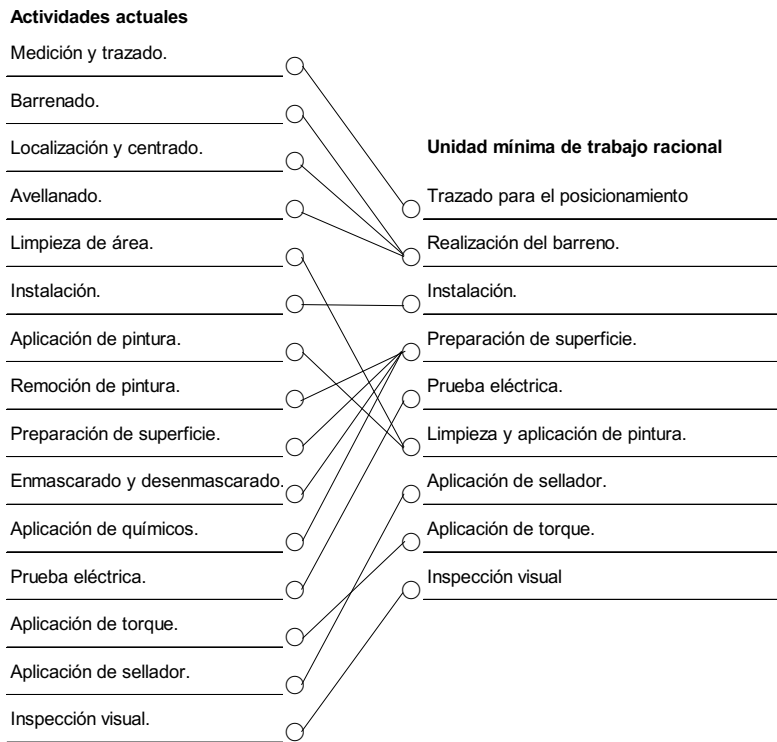 Actividades actuales
Medición y trazado.
Barrenado.
Localización y centrado.
Avellanado.
Limpieza de área.
Instalación.
Aplicación de pintura.
Remoción de pintura.
Preparación de superficie.
Enmascarado y desenmascarado.
Aplicación de químicos.
Prueba eléctrica.
Aplicación de torque.
Aplicación de sellador.
Inspección visual.
Unidad mínima de trabajo racional
Trazado para el posicionamiento
Realización del barreno.
Instalación.
Preparación de superficie.
Prueba eléctrica.
Limpieza y aplicación de pintura.
Aplicación de sellador.
Aplicación de torque.
Inspección visual